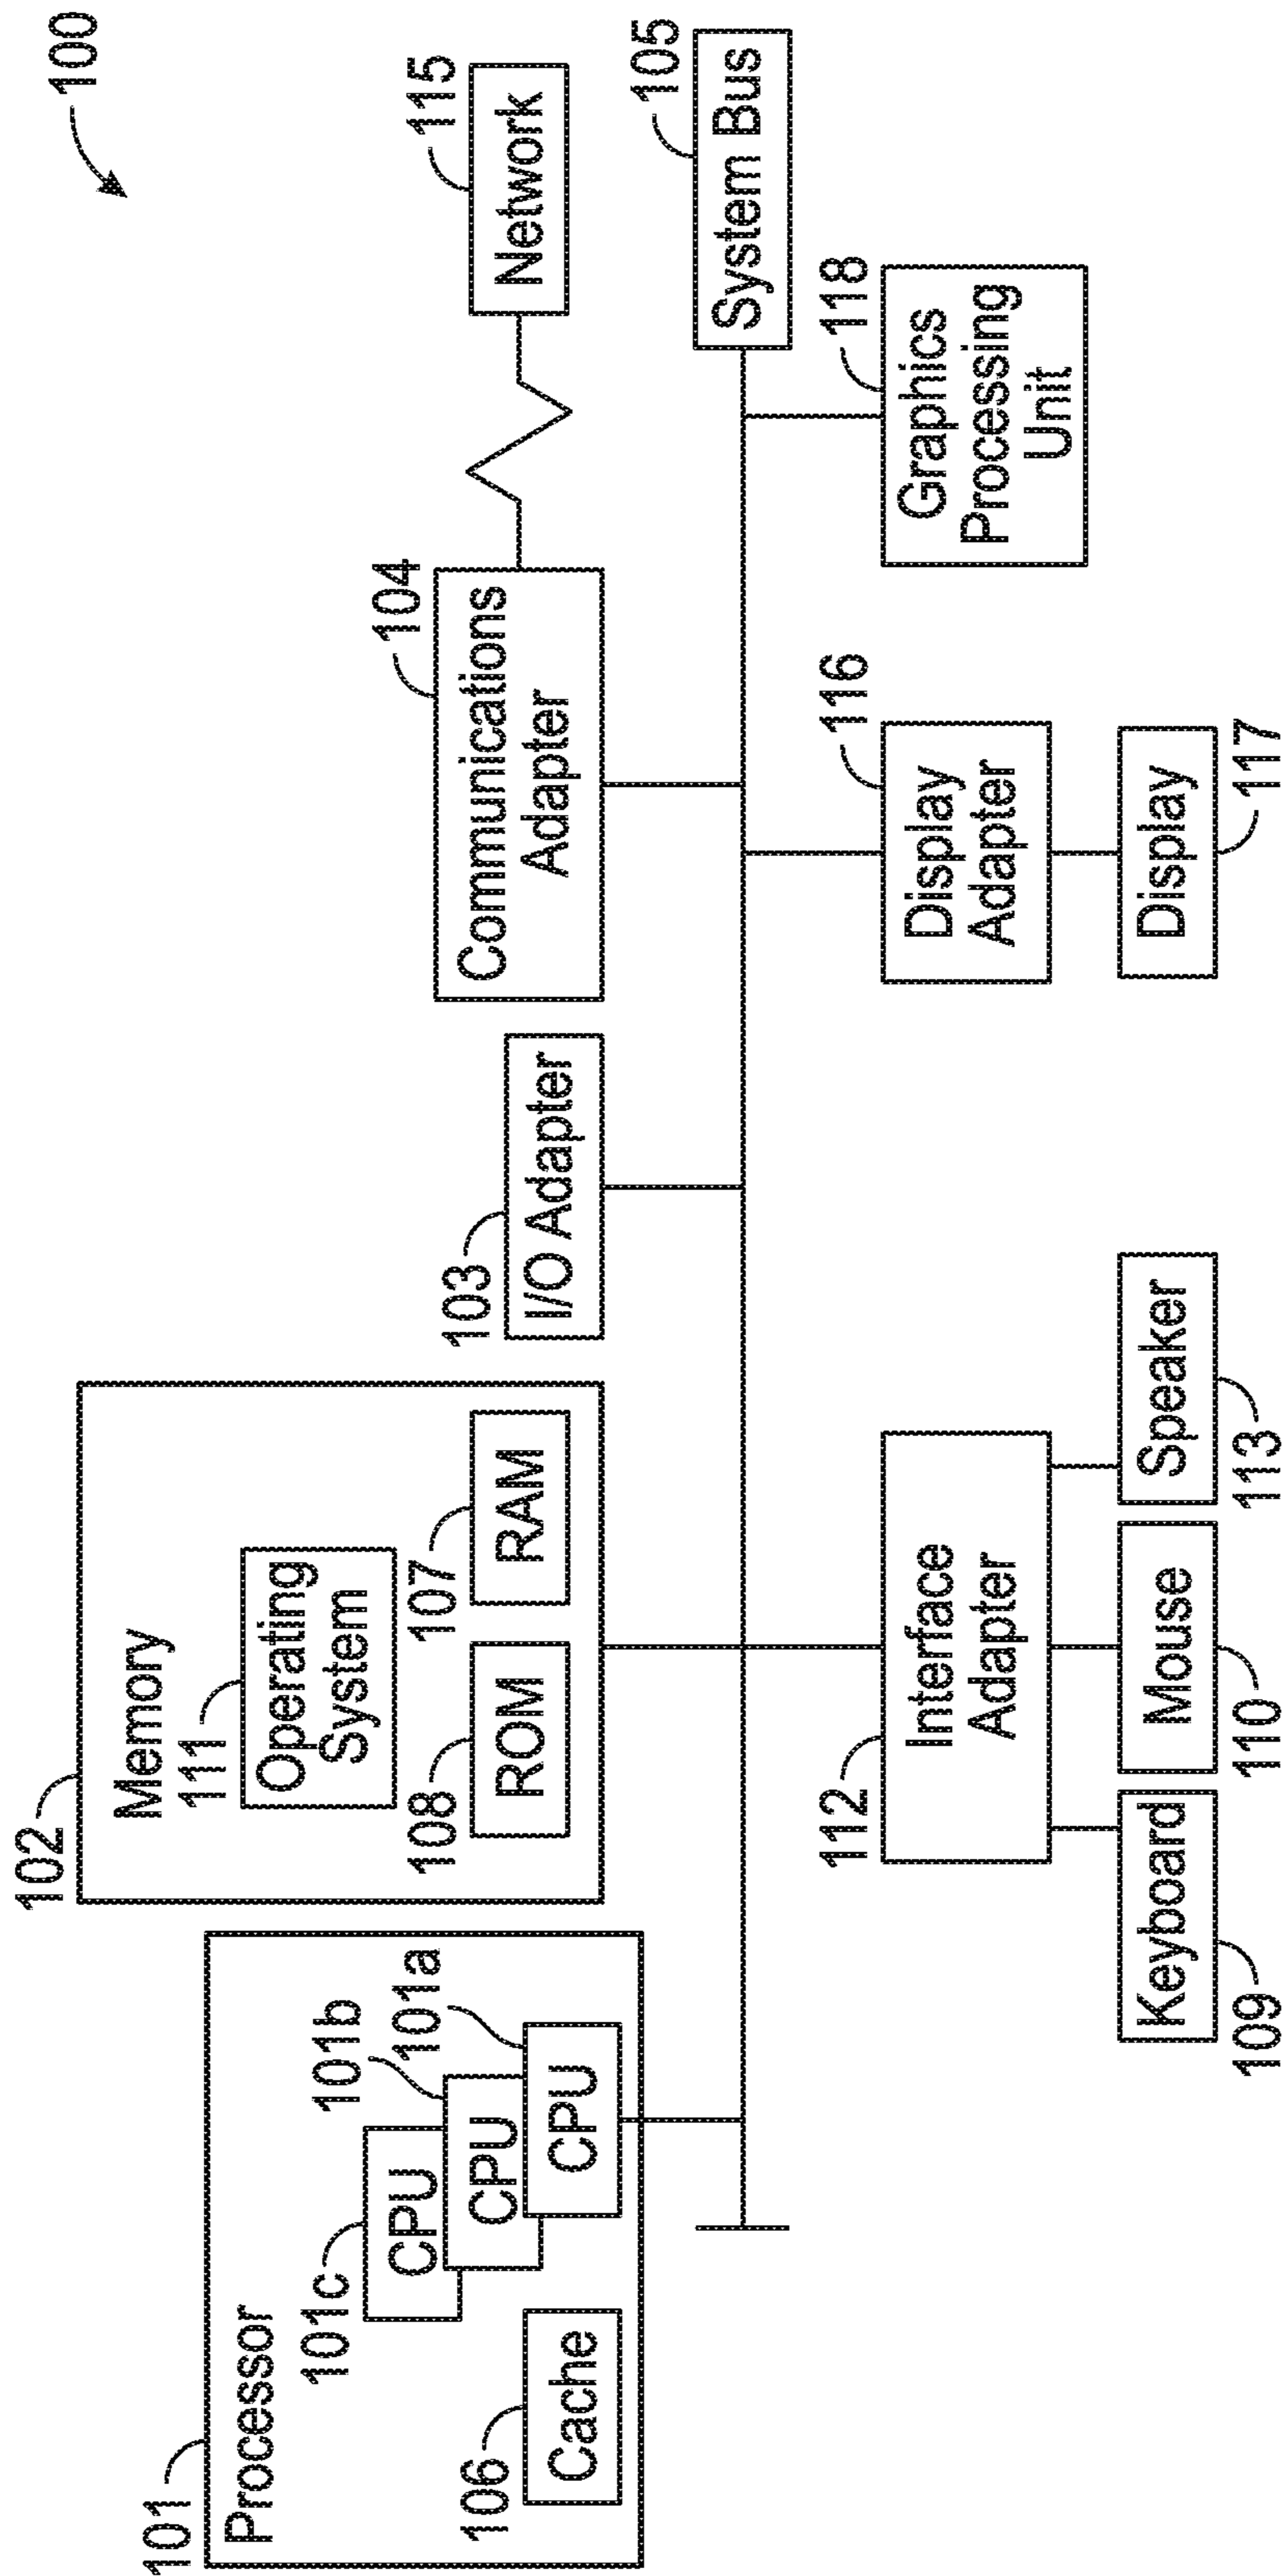 100
101
Processor
101c
CPU
101b
CPU
101a
CPU
106
Cache
102
Memory
111
Operating
System
108
ROM
107
RAM
103
I/O Adapter
104
Communications
Adapter
115
Network
105
System Bus
112
Interface
Adapter
109
Keyboard
110
Mouse
113
Speaker
116
Display
Adapter
117
Display
118
Graphics
Processing
Unit